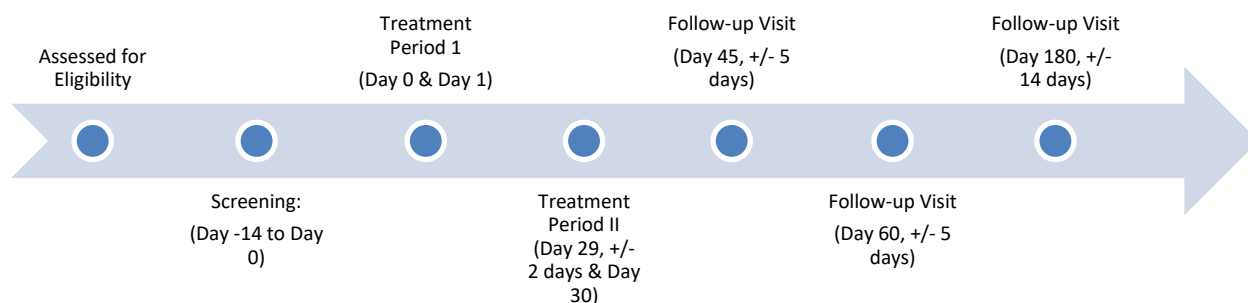 Assessed for
Eligibility
Screening:
(Day -14 to Day
0)
Treatment
Period 1
(Day 0 & Day 1)
Treatment
Period II
(Day 29, +/-
2 days & Day
30)
Follow-up Visit
(Day 45, +/- 5
days)
Follow-up Visit
(Day 60, +/- 5
days)
Follow-up Visit
(Day 180, +/-
14 days)